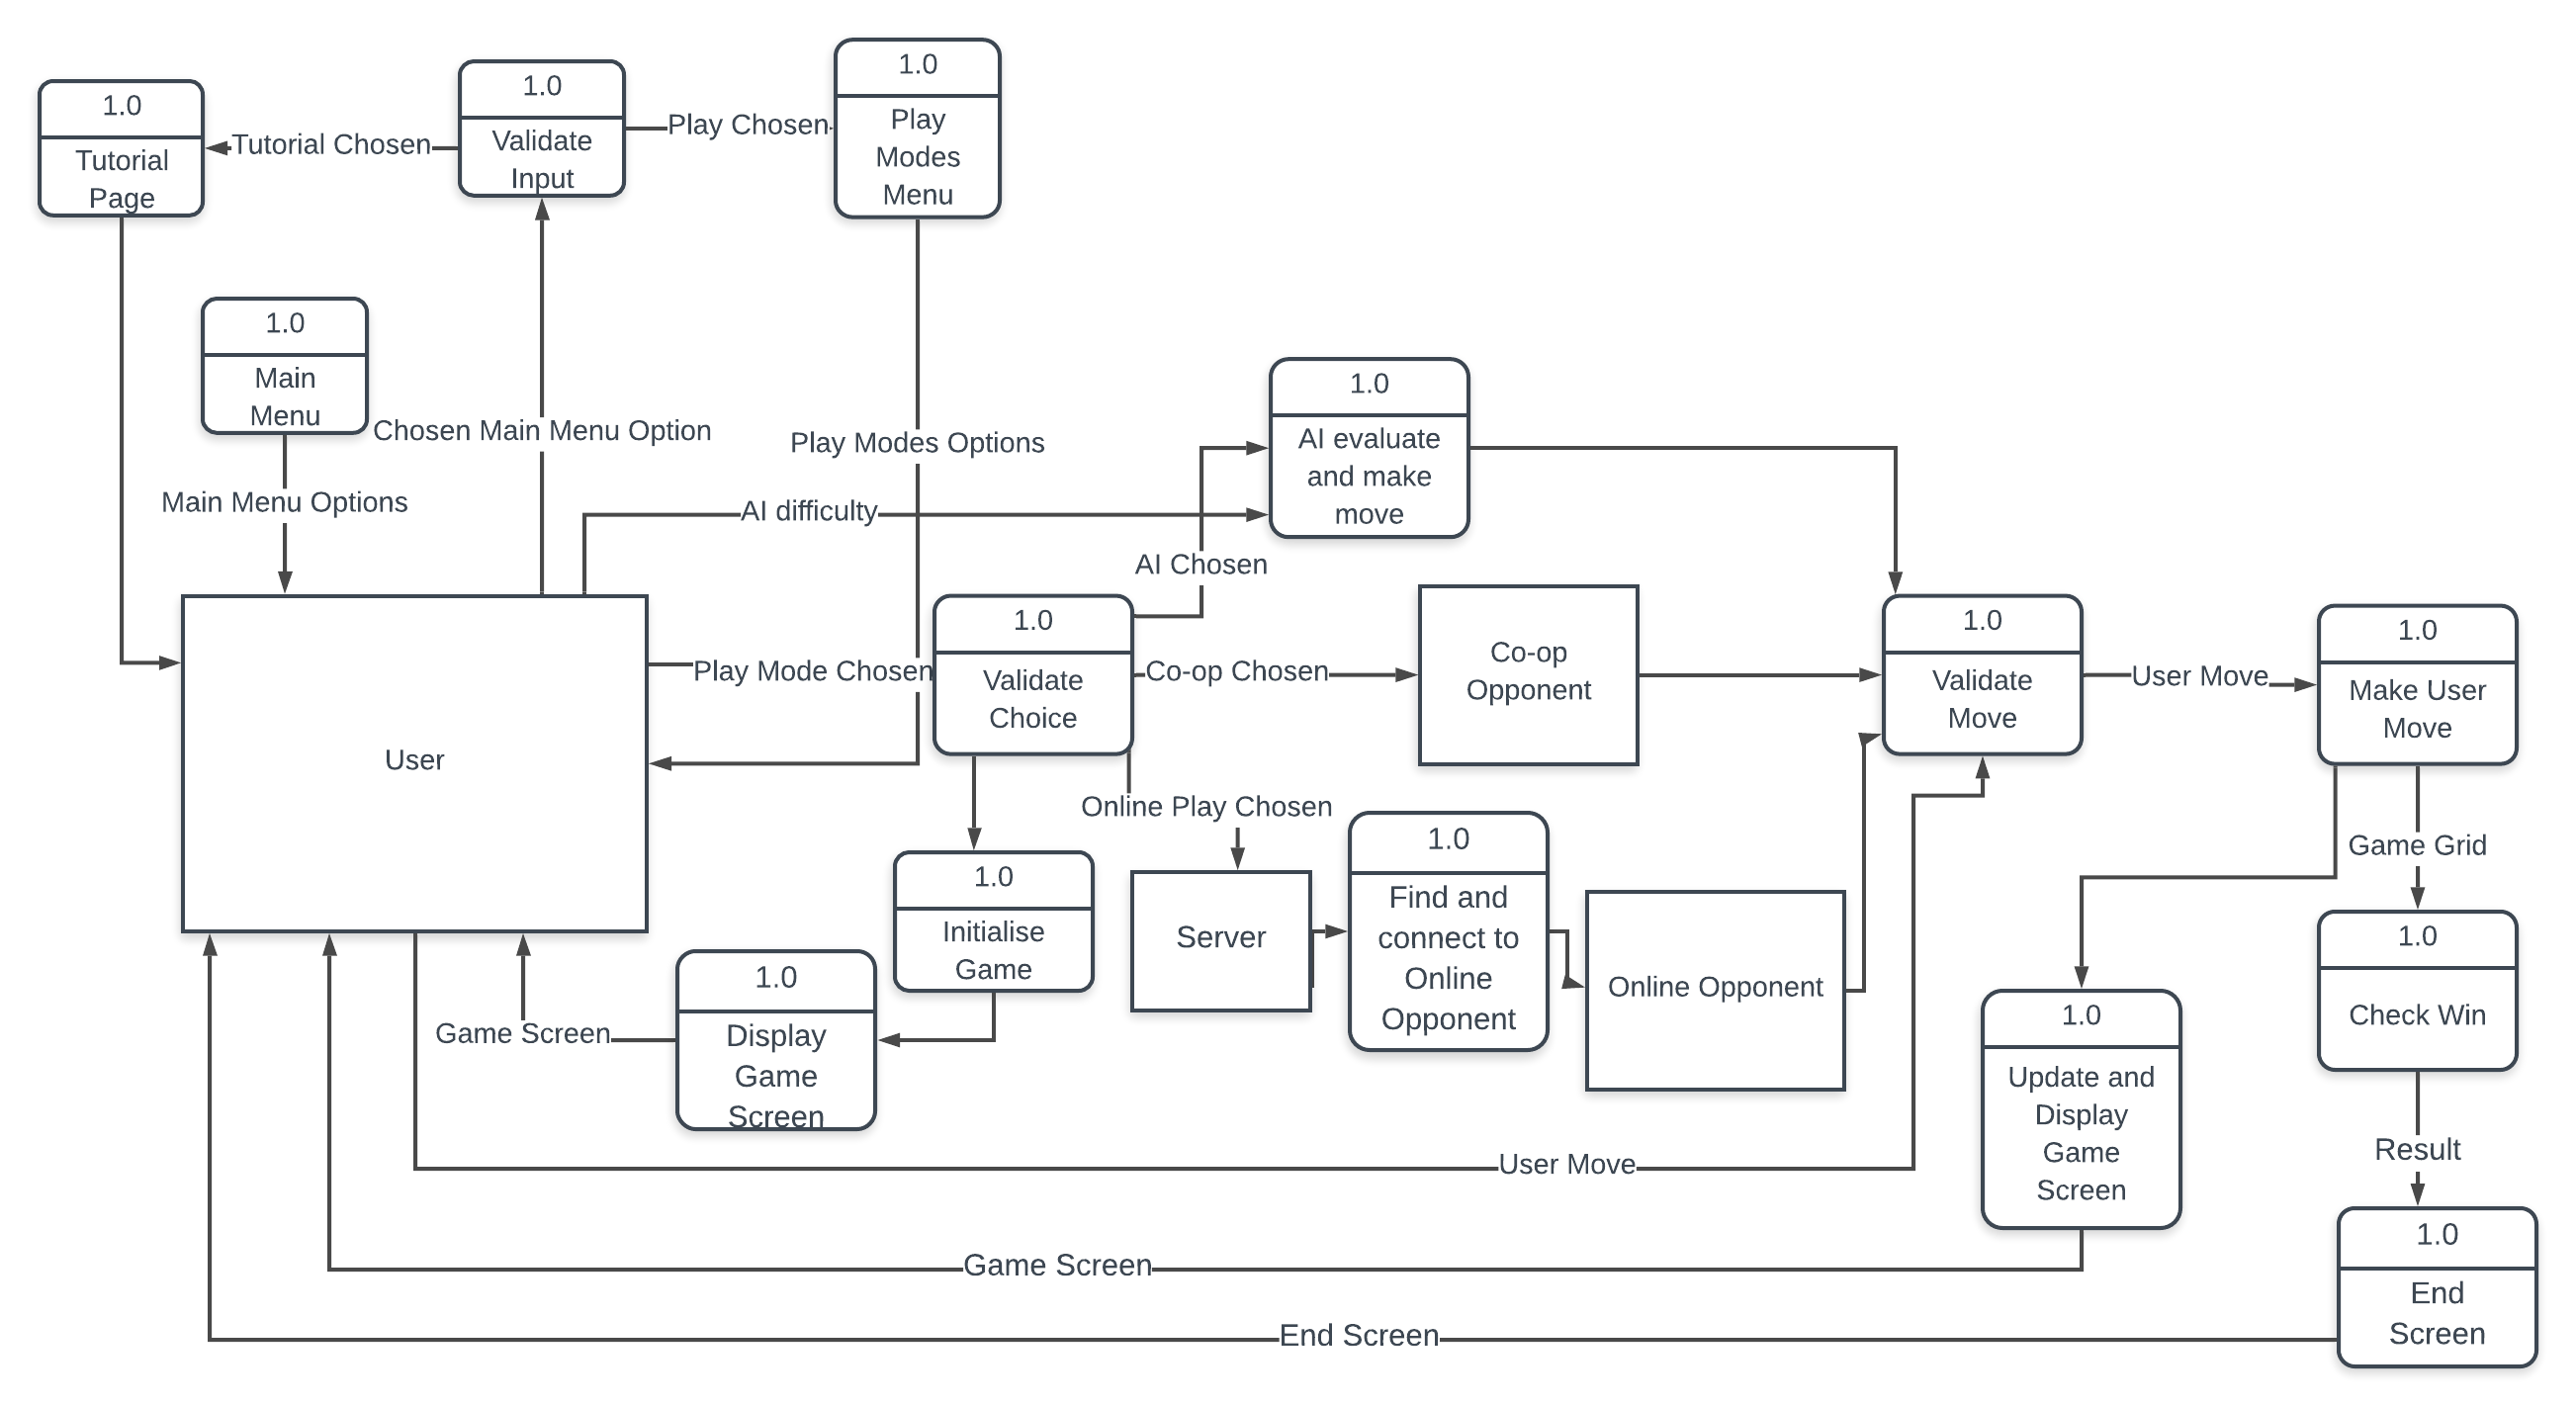 1.0
Tutorial
Page
Tutorial Chosen
1.0
Validate
Input
Play Chosen
1.0
Play
Modes
Menu
1.0
Main
Menu
Chosen Main Menu Option
Main Menu Options
Play Modes Options
AI difficulty
1.0
AI evaluate
and make
move
AI Chosen
User
Play Mode Chosen
1.0
Validate
Choice
Co-op Chosen
Co-op
Opponent
1.0
Validate
Move
User Move
1.0
Make User
Move
Online Play Chosen
Game Grid
1.0
Initialise
Game
Server
1.0
Find and
connect to
Online
Opponent
Online Opponent
1.0
Check Win
Game Screen
1.0
Display
Game
Screen
1.0
Update and
Display
Game
Screen
User Move
Result
Game Screen
1.0
End
Screen
End Screen